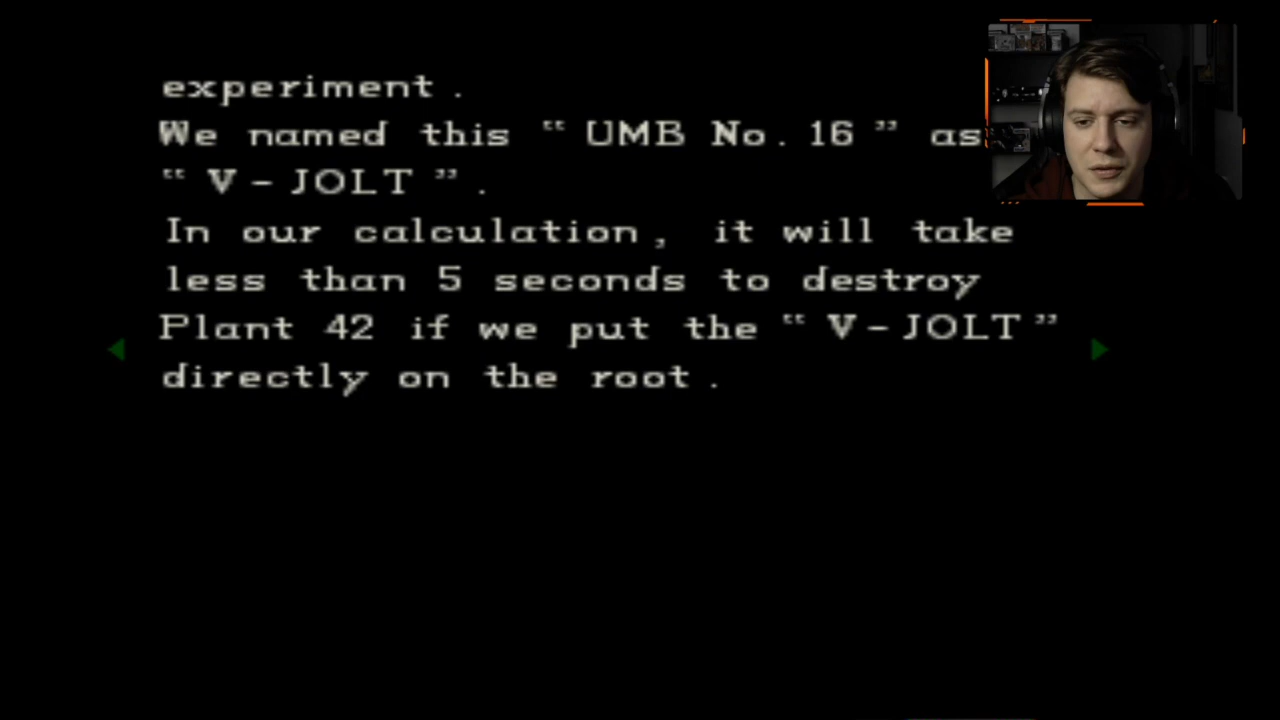 experiment .
We named this “ UMB No. 16 ” as
“ V - JOLT ” .
In our calculation, it will take
less than 5 seconds to destroy
Plant 42 if we put the “ V - JOLT ”
directly on the root .